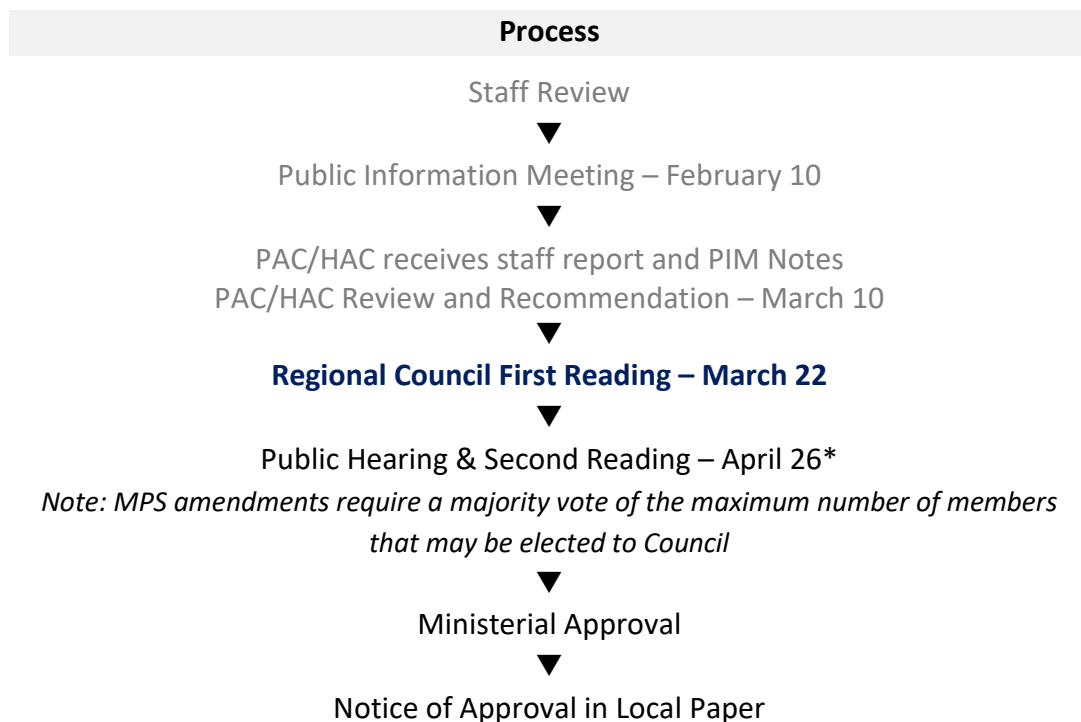 Process
Staff Review
Public Information Meeting – February 10
PAC/HAC receives staff report and PIM Notes
PAC/HAC Review and Recommendation – March 10
Regional Council First Reading – March 22
Public Hearing & Second Reading – April 26*
Note: MPS amendments require a majority vote of the maximum number of members
that may be elected to Council
Ministerial Approval
Notice of Approval in Local Paper